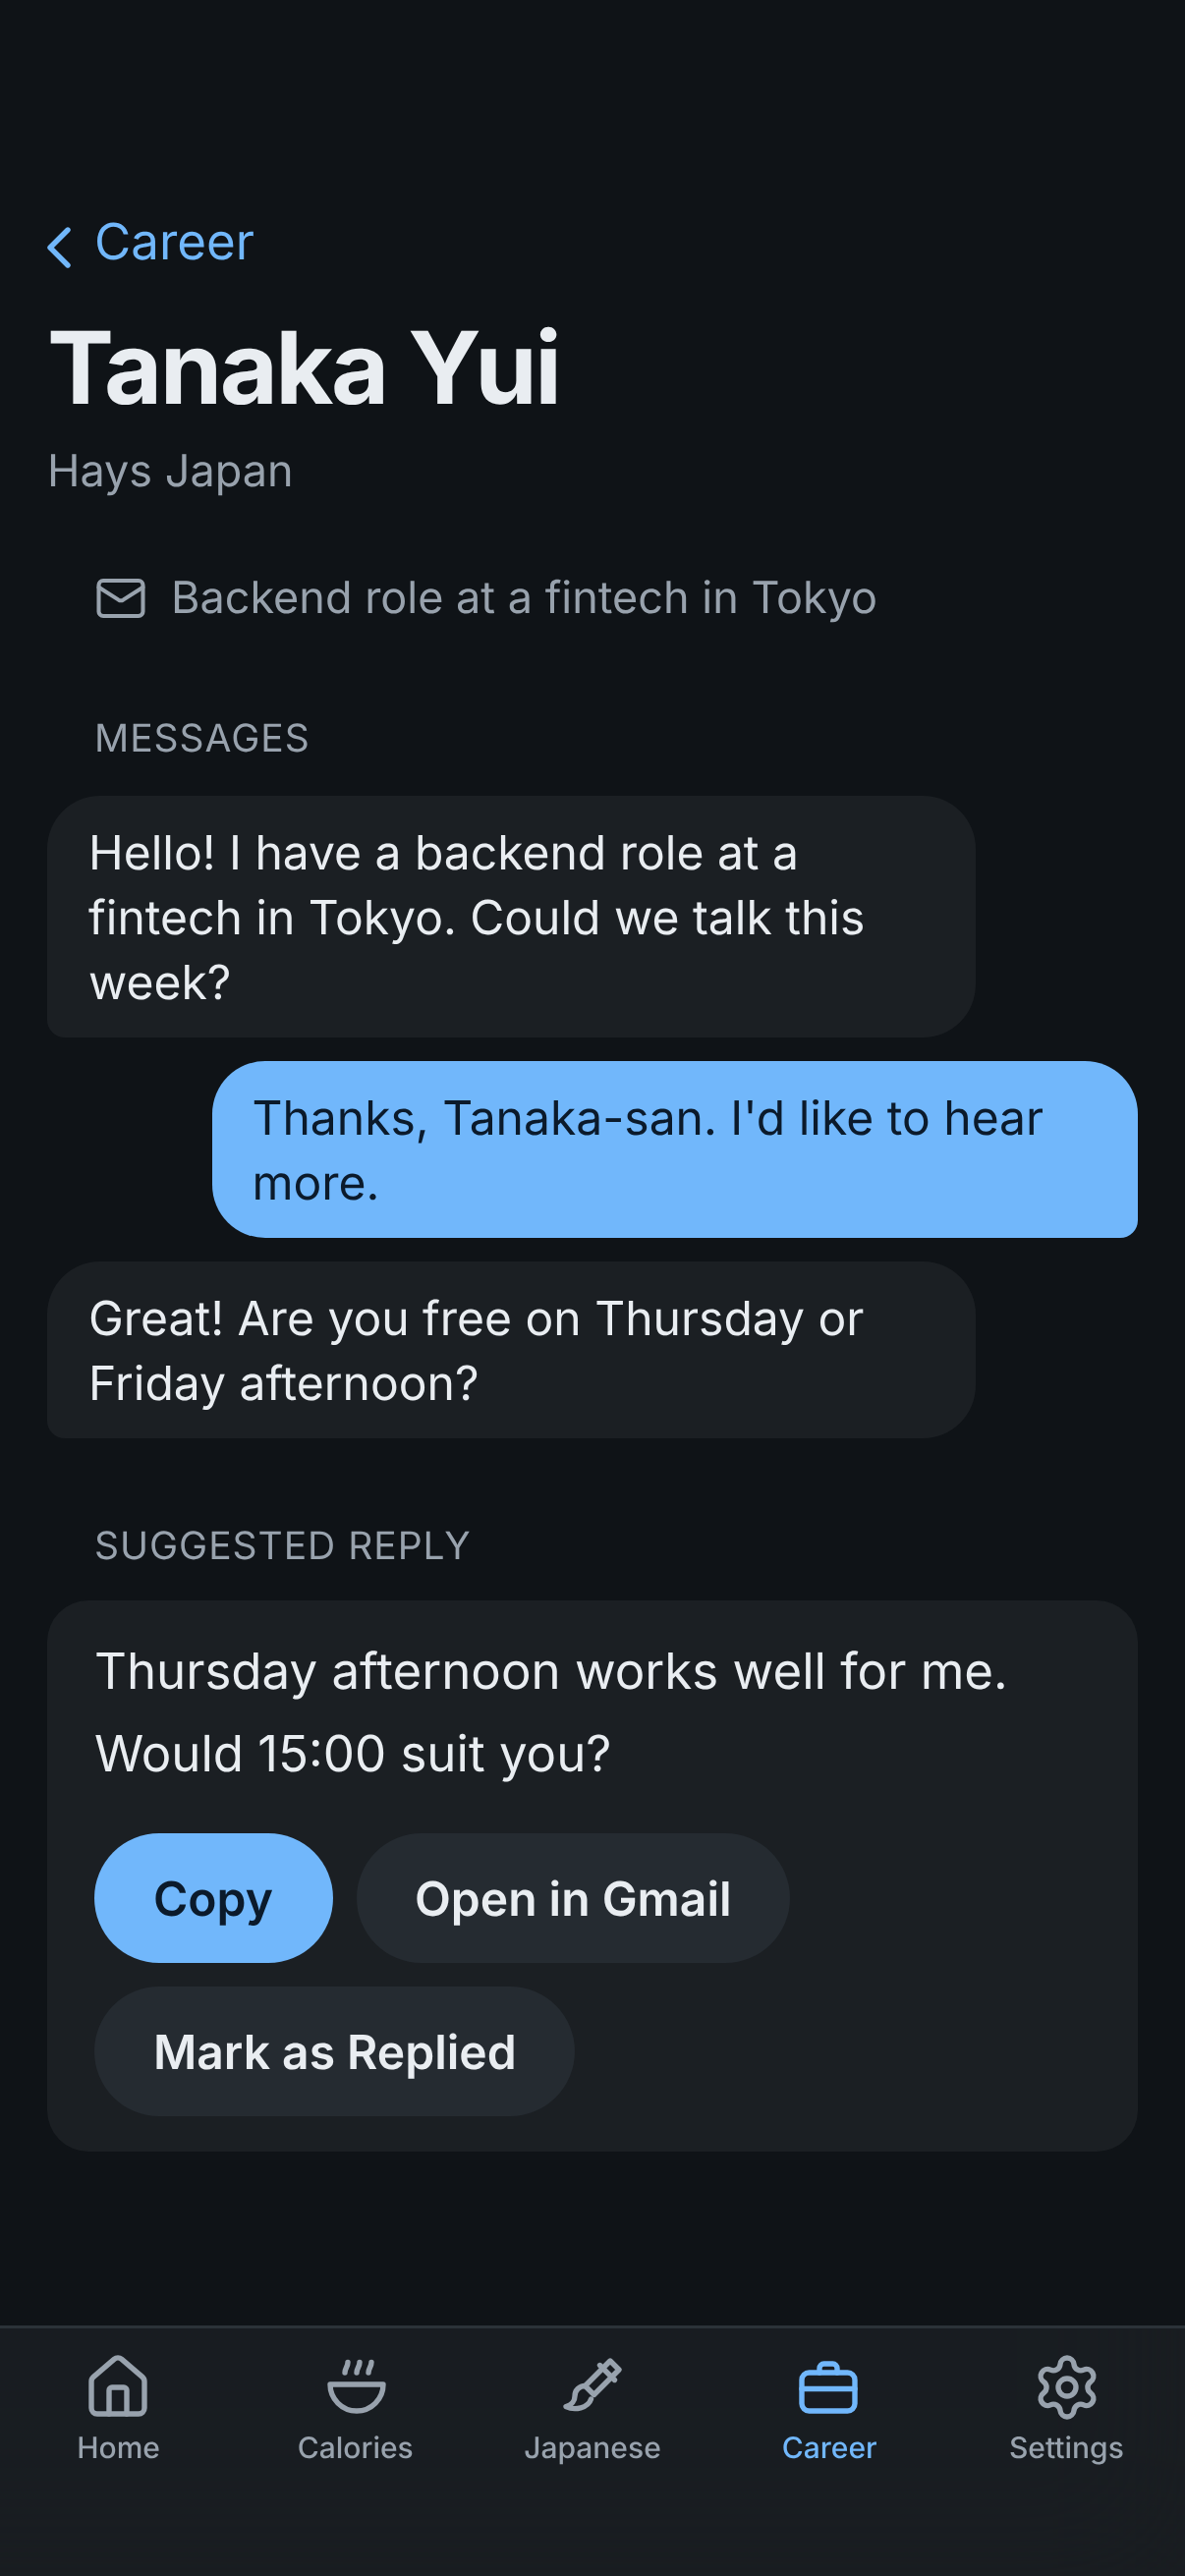 Career
Tanaka Yui
Hays Japan
Backend role at a fintech in Tokyo
MESSAGES
Hello! I have a backend role at a
fintech in Tokyo. Could we talk this
week?
Thanks, Tanaka-san. I'd like to hear
more.
Great! Are you free on Thursday or
Friday afternoon?
SUGGESTED REPLY
Thursday afternoon works well for me.
Would 15:00 suit you?
Copy
Open in Gmail
Mark as Replied
Home
Calories
Japanese
Career
Settings